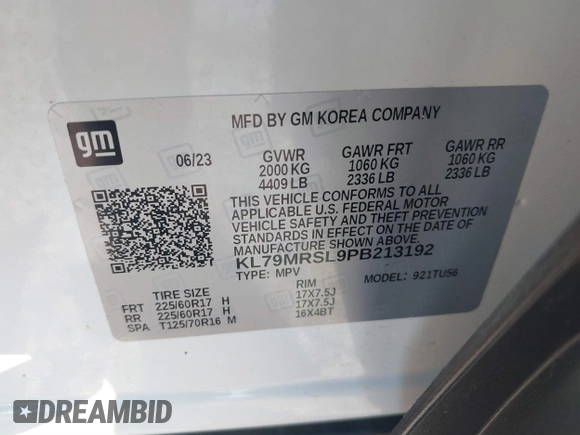 gm
MFD BY GM KOREA COMPANY
06/23 GVWR GAWR FRT GAWR RR
2000 KG 1060 KG 1060 KG
4409 LB 2336 LB 2336 LB
THIS VEHICLE CONFORMS TO ALL
APPLICABLE U.S. FEDERAL MOTOR
VEHICLE SAFETY AND THEFT PREVENTION
STANDARDS IN EFFECT ON THE DATE OF
MANUFACTURE SHOWN ABOVE.
KL79MRSL9PB213192
TYPE: MPV MODEL: 921TU56
TIRE SIZE RIM
FRT 225/60R17 H 17X7.5J
RR 225/60R17 H 17X7.5J
SPA T125/70R16 M 16X4BT
DREAMBID